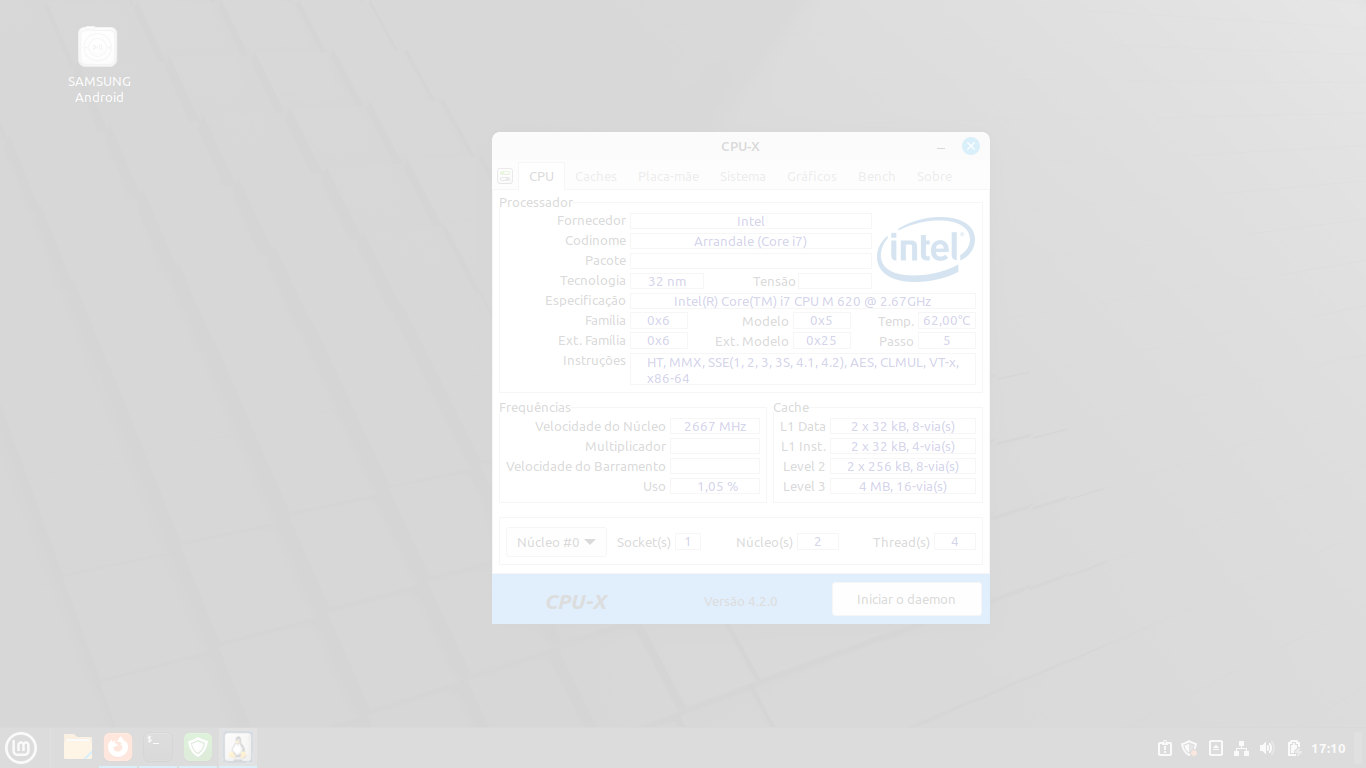 SAMSUNG
Android
CPU-X
CPU Caches Placa-mãe Sistema Gráficos Bench Sobre
Processador
Fornecedor Intel
intel
Codinome Arrandale (Core i7)
Pacote
Tecnologia 32 nm Tensão
Especificação Intel(R) Core(TM) i7 CPU M 620 @ 2.67GHz
Família 0x6 Modelo 0x5 Temp. 62,00°C
Ext. Família 0x6 Ext. Modelo 0x25 Passo 5
Instruções HT, MMX, SSE(1, 2, 3, 3S, 4.1, 4.2), AES, CLMUL, VT-x,
x86-64
Frequências
Velocidade do Núcleo 2667 MHz
Multiplicador
Velocidade do Barramento
Uso 1,05 %
Cache
L1 Data 2 x 32 kB, 8-via(s)
L1 Inst. 2 x 32 kB, 4-via(s)
Level 2 2 x 256 kB, 8-via(s)
Level 3 4 MB, 16-via(s)
Núcleo #0 Socket(s) 1 Núcleo(s) 2 Thread(s) 4
CPU-X Versão 4.2.0 Iniciar o daemon
$_
17:10